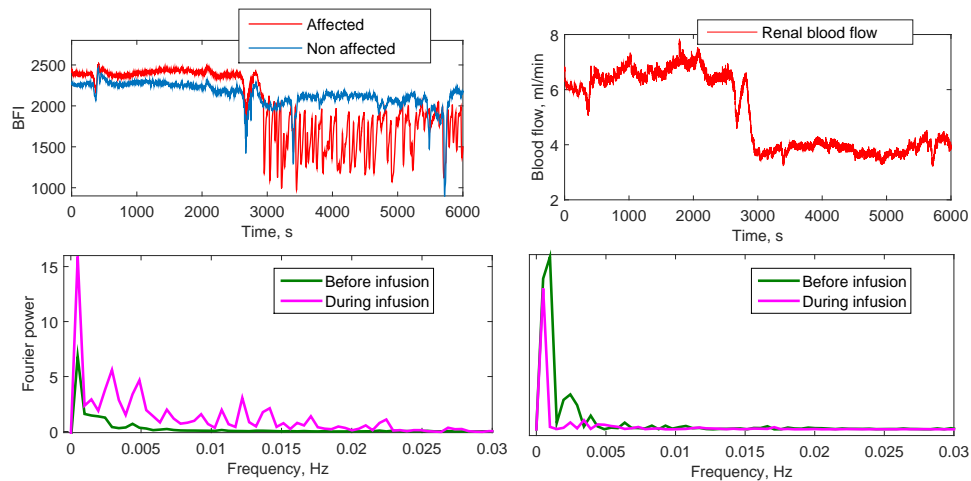 Affected
Non affected
2500
2000
1500
1000
BFI
0 1000 2000 3000 4000 5000 6000
Time, s
Renal blood flow
8
6
4
2
Blood flow, ml/min
0 1000 2000 3000 4000 5000 6000
Time, s
Before infusion
During infusion
15
10
5
0
Fourier power
0 0.005 0.01 0.015 0.02 0.025 0.03
Frequency, Hz
Before infusion
During infusion
0 0.005 0.01 0.015 0.02 0.025 0.03
Frequency, Hz